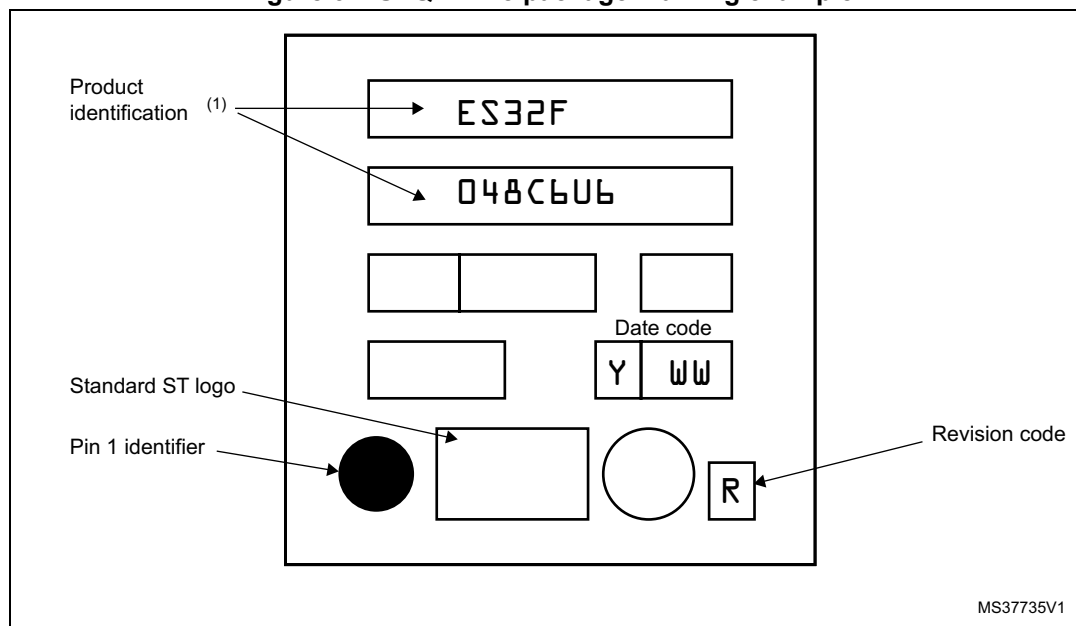 Product
identification (1)
ES32F
048C6U6
Date code
Y WW
Standard ST logo
Pin 1 identifier
Revision code
R
MS37735V1